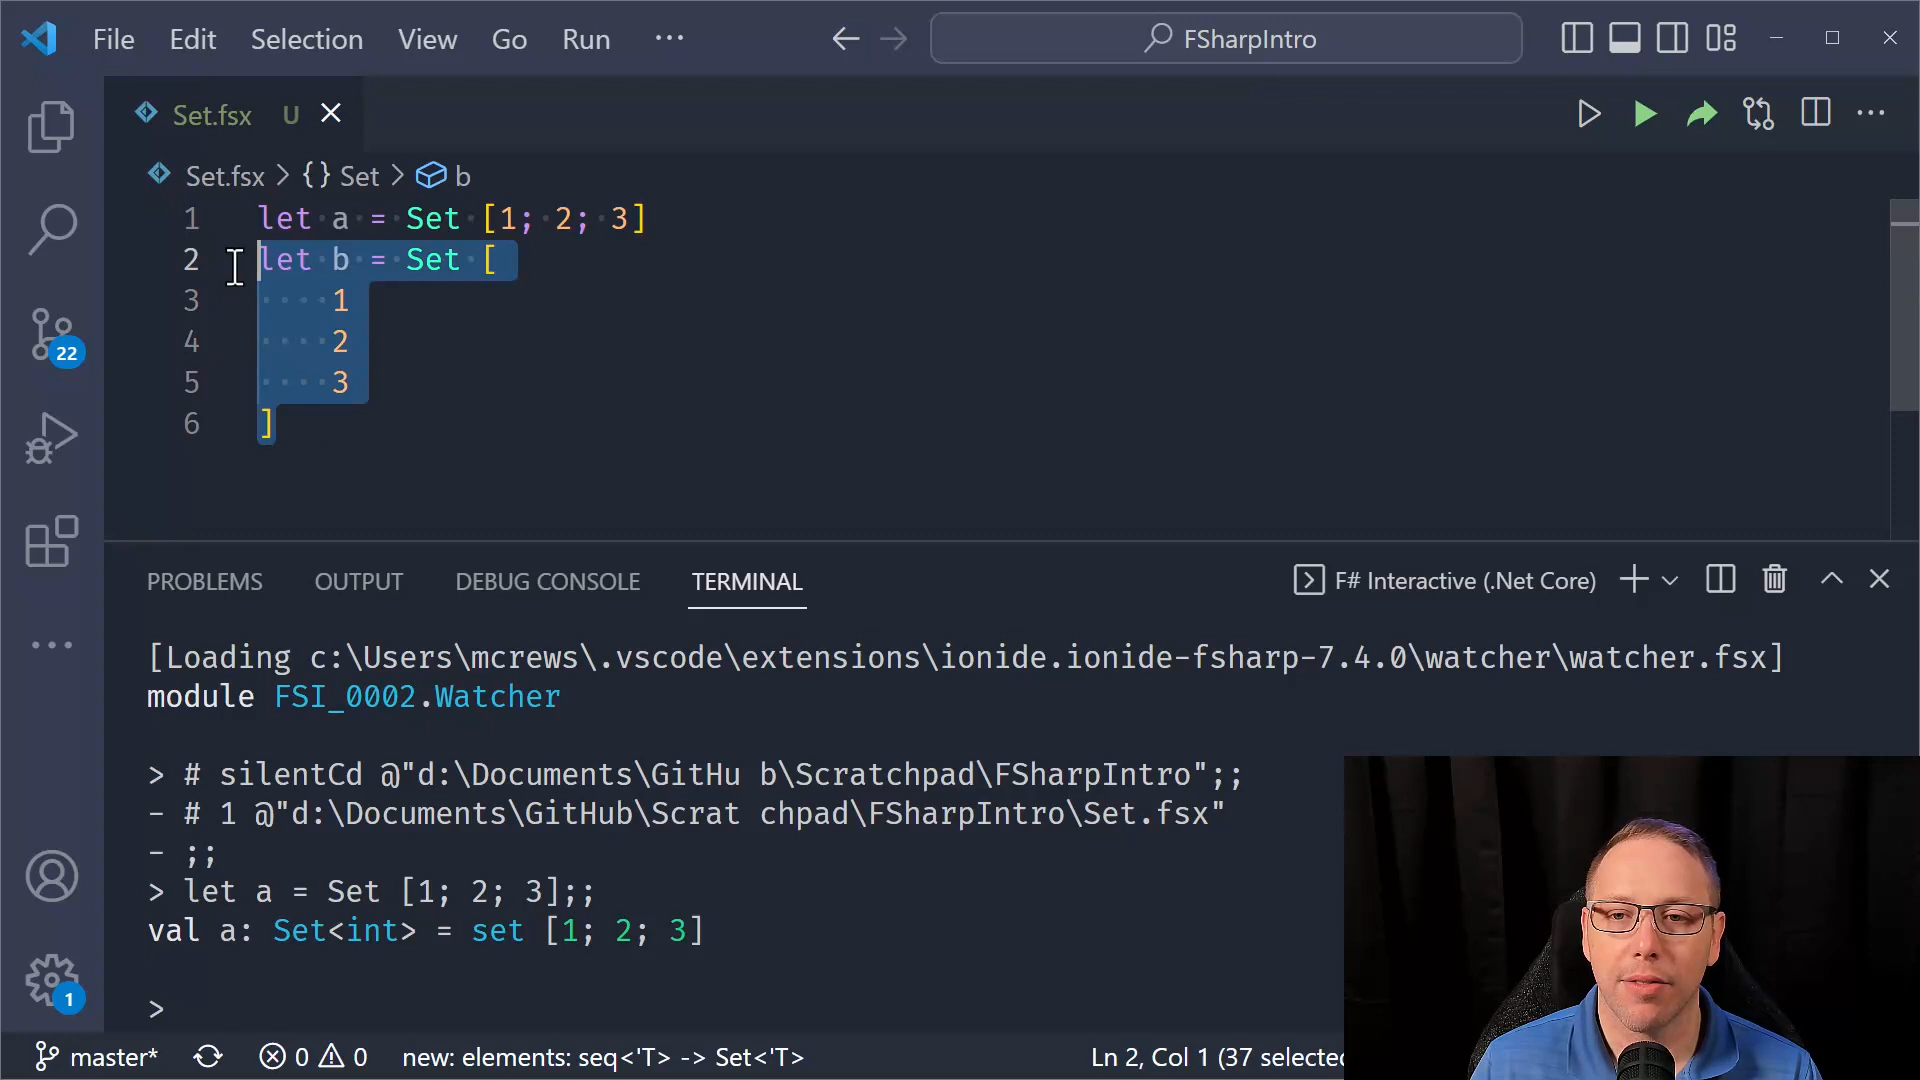 File Edit Selection View Go Run ···
FSharpIntro
Set.fsx U
Set.fsx > {} Set > b
1 let a = Set [1; 2; 3]
2 let b = Set [
3 1
4 2
5 3
6 ]
22
PROBLEMS OUTPUT DEBUG CONSOLE TERMINAL
F# Interactive (.Net Core)
[Loading c:\Users\mcrews\.vscode\extensions\ionide.ionide-fsharp-7.4.0\watcher\watcher.fsx]
module FSI_0002.Watcher
> # silentCd @"d:\Documents\GitHu b\Scratchpad\FSharpIntro";;
- # 1 @"d:\Documents\GitHub\Scrat chpad\FSharpIntro\Set.fsx"
- ;;
> let a = Set [1; 2; 3];;
val a: Set<int> = set [1; 2; 3]
>
1
master* 0 0 new: elements: seq<'T> -> Set<'T> Ln 2, Col 1 (37 selected